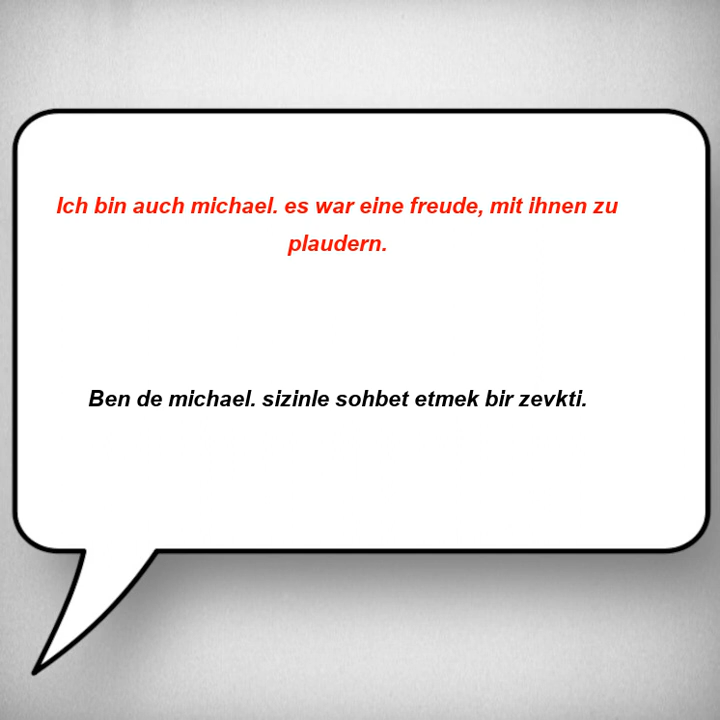 Ich bin auch michael. es war eine freude, mit ihnen zu
plaudern.
Ben de michael. sizinle sohbet etmek bir zevkti.